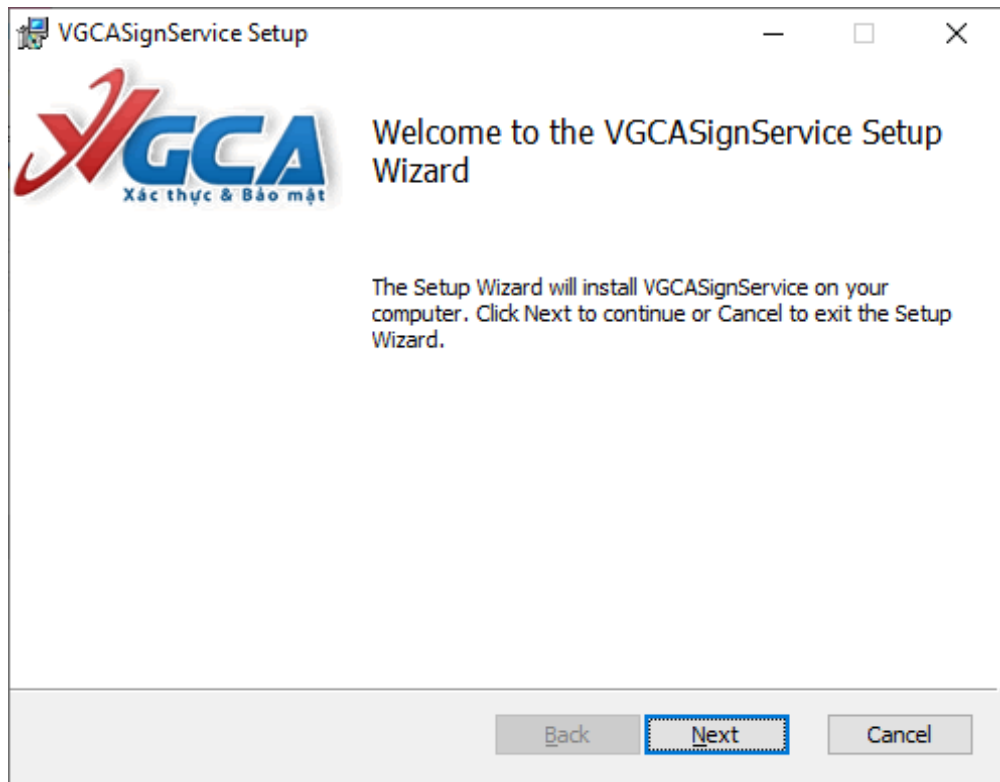 VGCASignService Setup
VGCA
Xác thực & Bảo mật
Welcome to the VGCASignService Setup
Wizard
The Setup Wizard will install VGCASignService on your
computer. Click Next to continue or Cancel to exit the Setup
Wizard.
Back Next Cancel